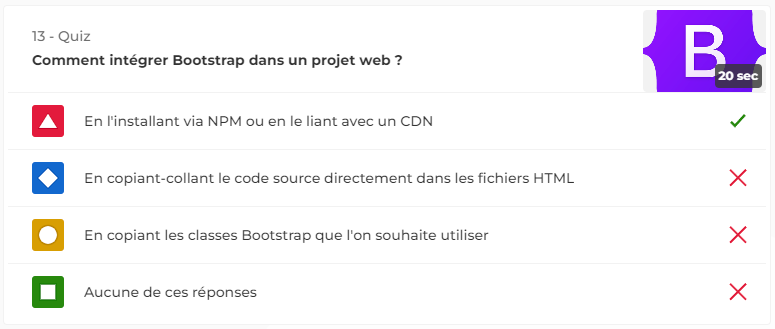 13 - Quiz
Comment intégrer Bootstrap dans un projet web ?
B
20 sec
En l'installant via NPM ou en le liant avec un CDN
En copiant-collant le code source directement dans les fichiers HTML
En copiant les classes Bootstrap que l'on souhaite utiliser
Aucune de ces réponses